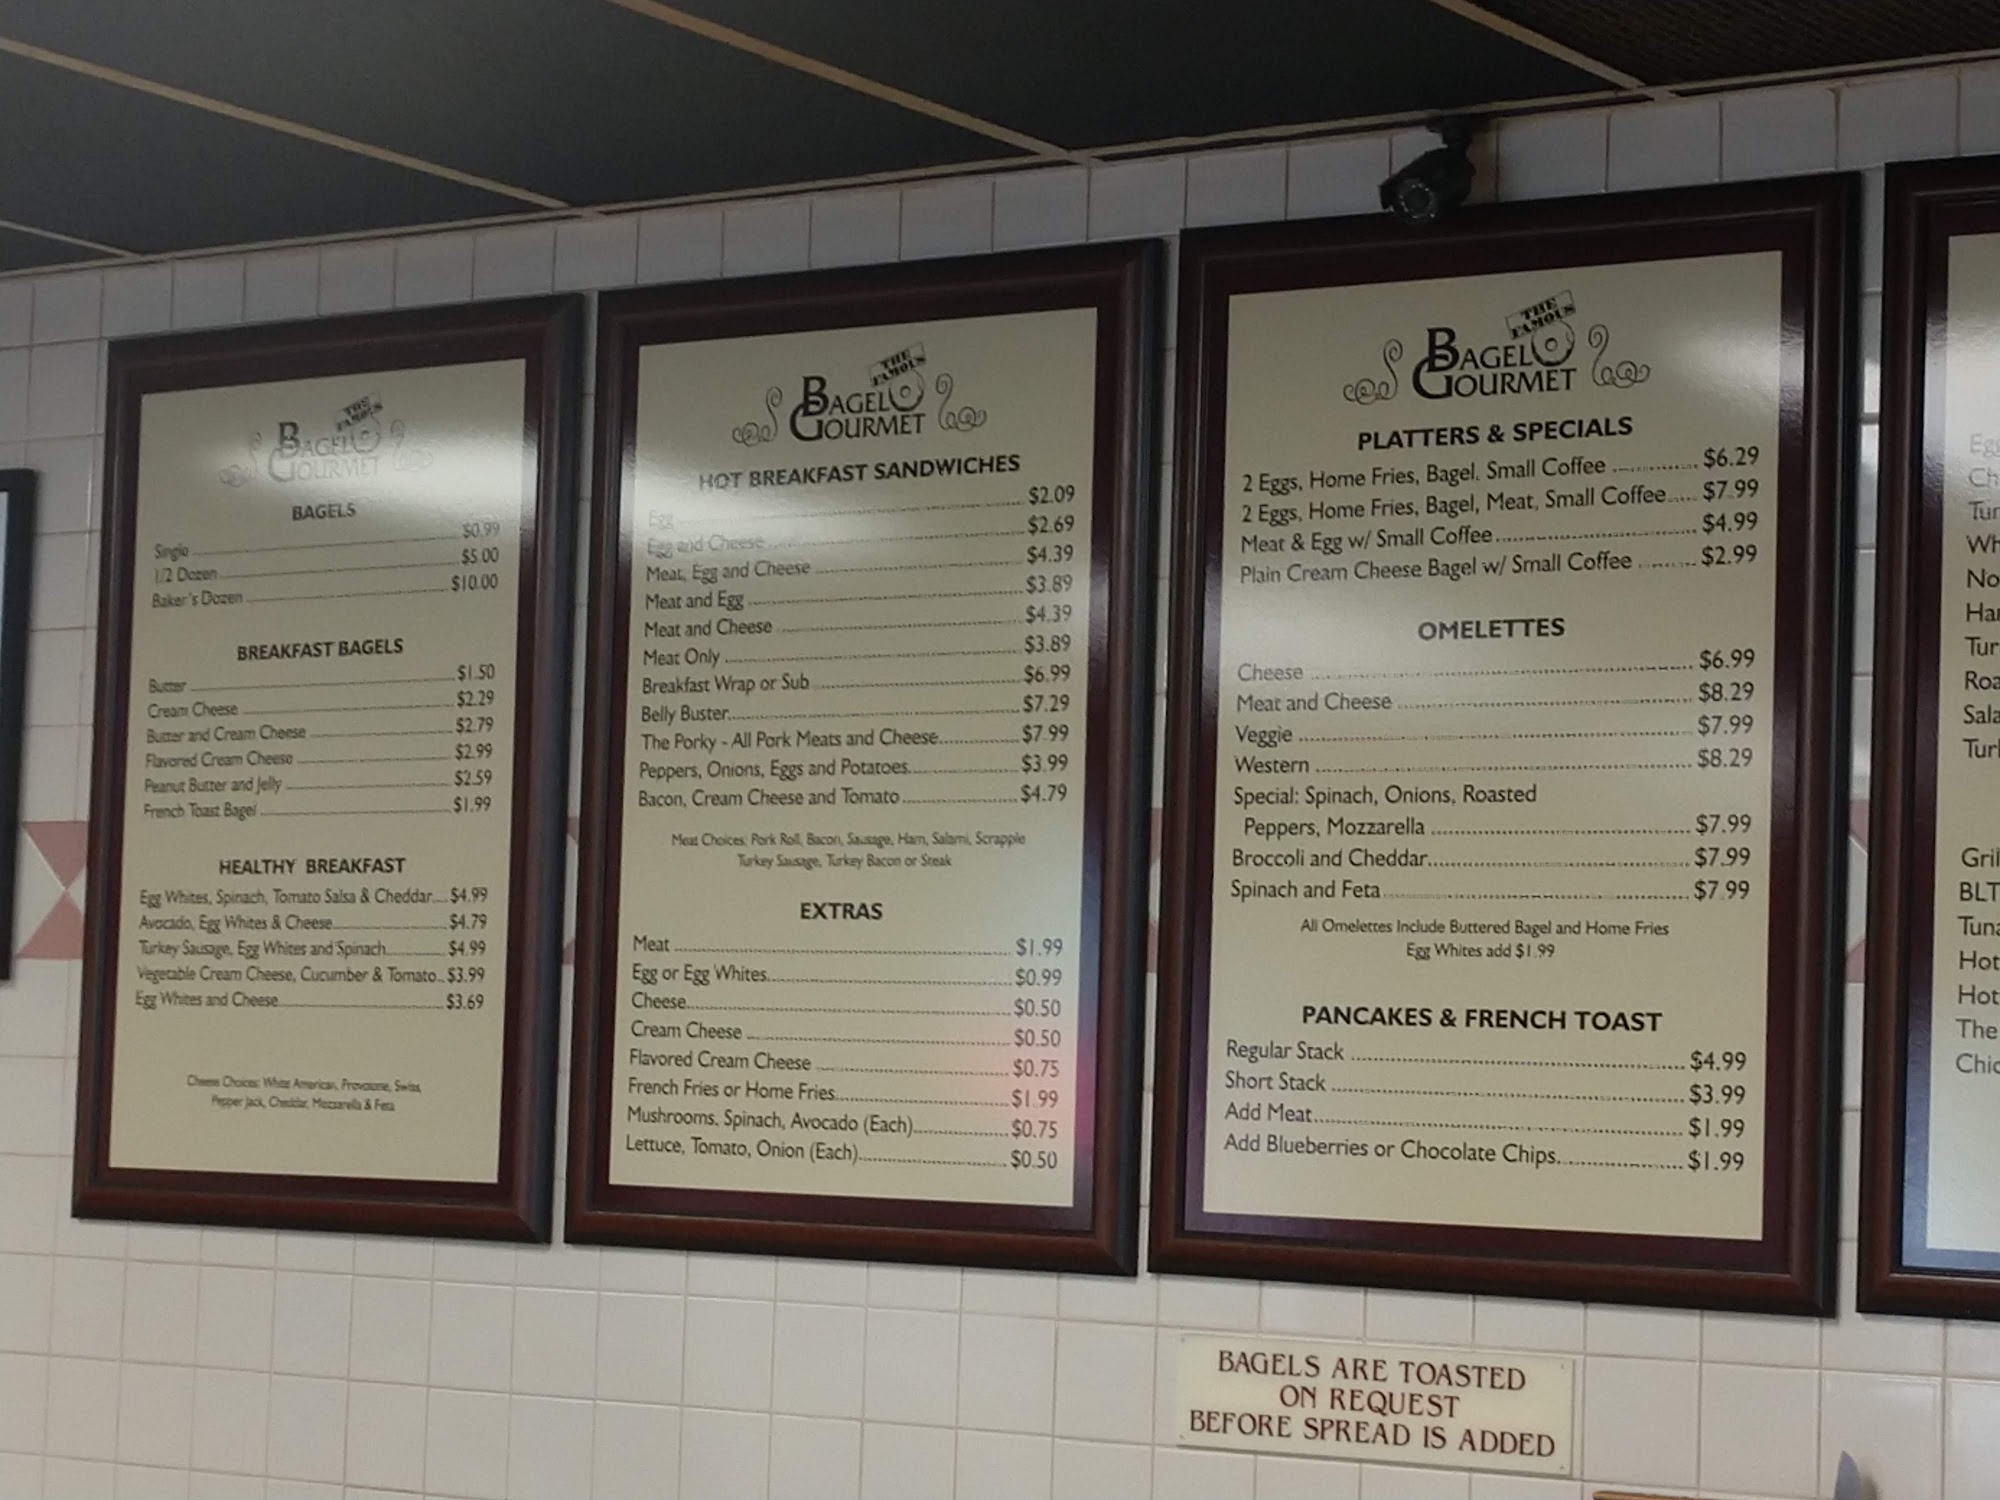 THE
FAMOUS
BAGEL
GOURMET
BAGELS
Single $0.99
1/2 Dozen $5.00
Baker's Dozen $10.00
BREAKFAST BAGELS
Butter $1.50
Cream Cheese $2.29
Butter and Cream Cheese $2.79
Flavored Cream Cheese $2.99
Peanut Butter and Jelly $2.59
French Toast Bagel $1.99
HEALTHY BREAKFAST
Egg Whites, Spinach, Tomato Salsa & Cheddar.... $4.99
Avocado, Egg Whites & Cheese $4.79
Turkey Sausage, Egg Whites and Spinach $4.99
Vegetable Cream Cheese, Cucumber & Tomato.. $3.99
Egg Whites and Cheese $3.69
Cheese Choices: White American, Provolone, Swiss,
Pepper Jack, Cheddar, Mozzarella & Feta
THE
FAMOUS
BAGEL
GOURMET
HOT BREAKFAST SANDWICHES
Egg $2.09
Egg and Cheese $2.69
Meat, Egg and Cheese $4.39
Meat and Egg $3.89
Meat and Cheese $4.39
Meat Only $3.89
Breakfast Wrap or Sub $6.99
Belly Buster $7.29
The Porky - All Pork Meats and Cheese $7.99
Peppers, Onions, Eggs and Potatoes $3.99
Bacon, Cream Cheese and Tomato $4.79
Meat Choices: Pork Roll, Bacon, Sausage, Ham, Salami, Scrapple
Turkey Sausage, Turkey Bacon or Steak
EXTRAS
Meat $1.99
Egg or Egg Whites $0.99
Cheese $0.50
Cream Cheese $0.50
Flavored Cream Cheese $0.75
French Fries or Home Fries $1.99
Mushrooms, Spinach, Avocado (Each) $0.75
Lettuce, Tomato, Onion (Each) $0.50
THE
FAMOUS
BAGEL
GOURMET
PLATTERS & SPECIALS
2 Eggs, Home Fries, Bagel, Small Coffee $6.29
2 Eggs, Home Fries, Bagel, Meat, Small Coffee $7.99
Meat & Egg w/ Small Coffee $4.99
Plain Cream Cheese Bagel w/ Small Coffee $2.99
OMELETTES
Cheese $6.99
Meat and Cheese $8.29
Veggie $7.99
Western $8.29
Special: Spinach, Onions, Roasted
Peppers, Mozzarella $7.99
Broccoli and Cheddar $7.99
Spinach and Feta $7.99
All Omelettes Include Buttered Bagel and Home Fries
Egg Whites add $1.99
PANCAKES & FRENCH TOAST
Regular Stack $4.99
Short Stack $3.99
Add Meat $1.99
Add Blueberries or Chocolate Chips $1.99
BAGELS ARE TOASTED
ON REQUEST
BEFORE SPREAD IS ADDED
BLT
Hot
Hot
The